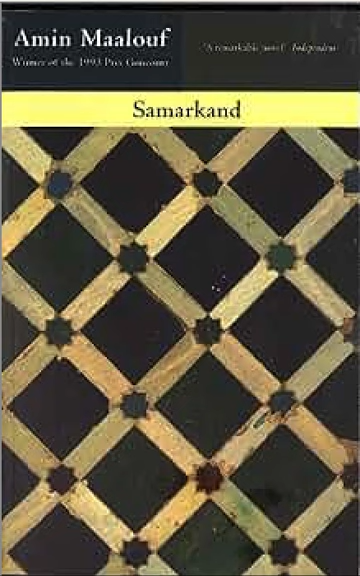 Amin Maalouf
Winner of the 1993 Prix Goncourt
'A remarkable novel' Independent
Samarkand